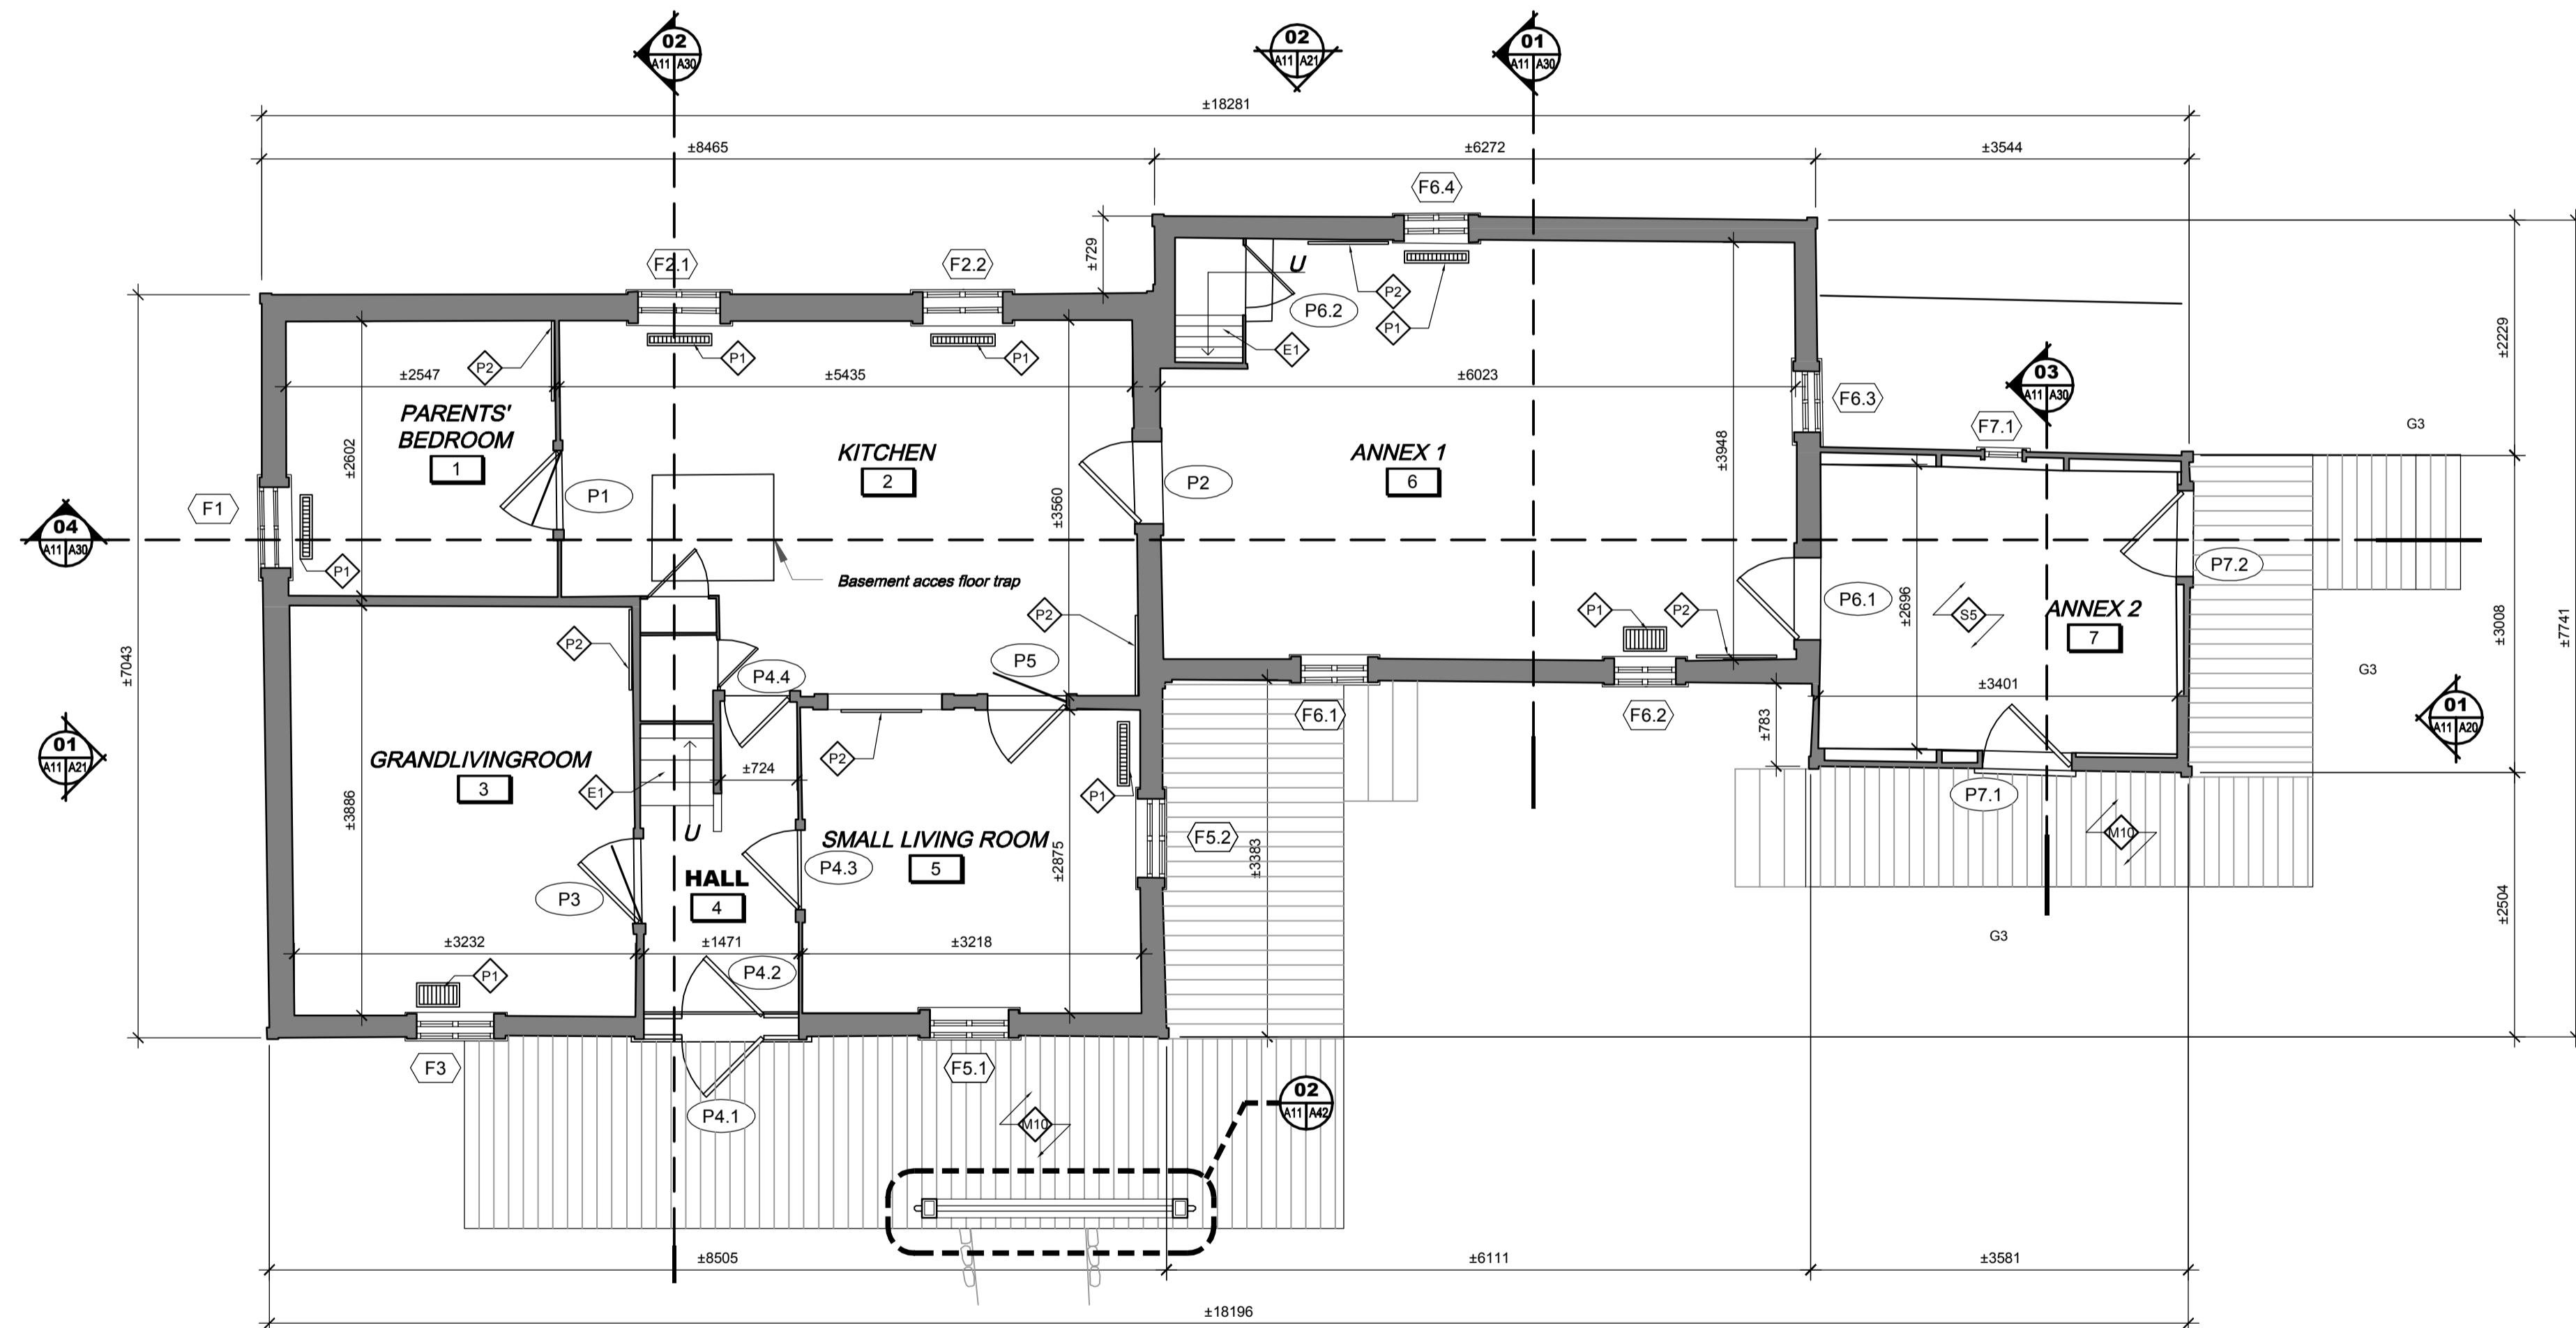 02
A11 A30
02
A11 A21
01
A11 A30
±18281
±8465
±6272
±3544
F6.4
±729
F2.1
F2.2
U
P2
P6.2
P1
E1
P1
P1
P2
±2229
±2547
±5435
±6023
03
A11 A30
F6.3
F7.1
G3
PARENTS'
BEDROOM
1
KITCHEN
2
ANNEX 1
6
±2602
±3948
P1
P2
F1
±3560
04
A11 A30
P7.2
P1
Basement acces floor trap
P6.1
±2696
S5
ANNEX 2
7
P1
P2
P2
±3008
±7741
P2
P5
P4.4
G3
±7043
±3401
F6.1
F6.2
±783
01
A11 A20
01
A11 A21
GRANDLIVINGROOM
3
P2
±724
E1
P1
P7.1
U
M10
SMALL LIVING ROOM
5
F5.2
±3383
±3886
±2875
P4.3
HALL
4
P3
±2504
G3
±3232
±1471
±3218
P4.2
P1
F3
F5.1
P4.1
M10
02
A11 A42
±8505
±6111
±3581
±18196